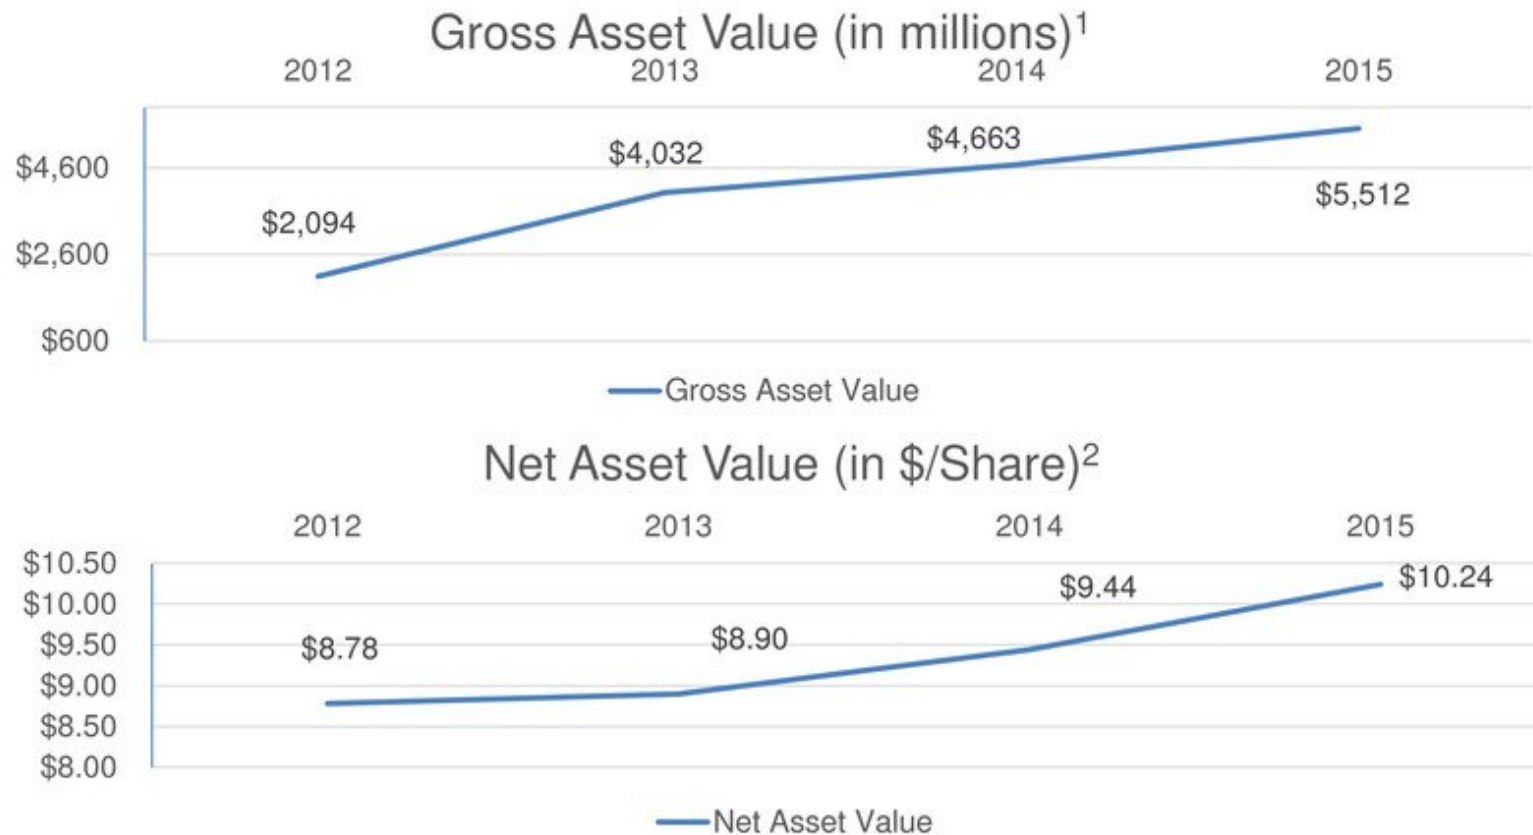 Gross Asset Value (in millions)¹
2012 2013 2014 2015
$4,663
$4,032
$4,600
$5,512
$2,094
$2,600
$600
Gross Asset Value
Net Asset Value (in $/Share)²
2012 2013 2014 2015
$10.50
$10.24
$9.44
$10.00
$9.50
$8.78
$8.90
$9.00
$8.50
$8.00
Net Asset Value